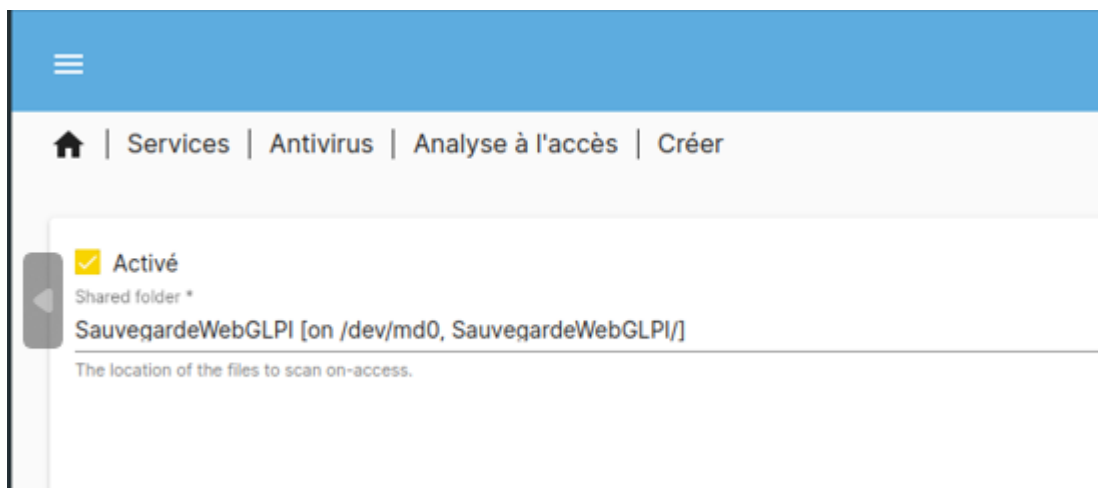 | Services | Antivirus | Analyse à l'accès | Créer
Activé
Shared folder *
SauvegardeWebGLPI [on /dev/md0, SauvegardeWebGLPI/]
The location of the files to scan on-access.